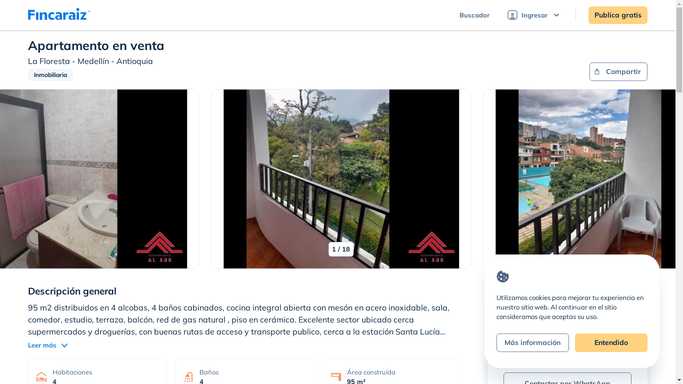 Fincaraiz
Buscador
Ingresar
Publica gratis
Apartamento en venta
La Floresta - Medellín - Antioquia
Inmobiliaria
Compartir
AL SUR
1 / 10
AL SUR
Descripción general
95 m2 distribuidos en 4 alcobas, 4 baños cabinados, cocina integral abierta con mesón en acero inoxidable, sala,
comedor, estudio, terraza, balcón, red de gas natural , piso en cerámica. Excelente sector ubicado cerca
supermercados y droguerías, con buenas rutas de acceso y transporte publico, cerca a la estación Santa Lucía...
Leer más
Habitaciones
4
Baños
4
Área construida
95 m²
Utilizamos cookies para mejorar tu experiencia en
nuestro sitio web. Al continuar en el sitio
consideramos que aceptas su uso.
Más información
Entendido
Contactar por WhatsApp